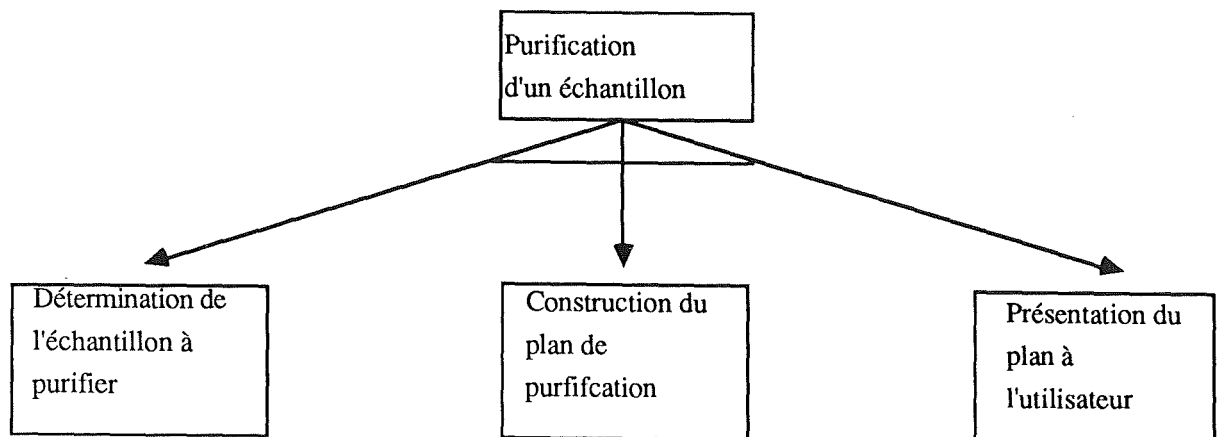 Purification
d'un échantillon
Détermination de
l'échantillon à
purifier
Construction du
plan de
purfifcation
Présentation du
plan à
l'utilisateur